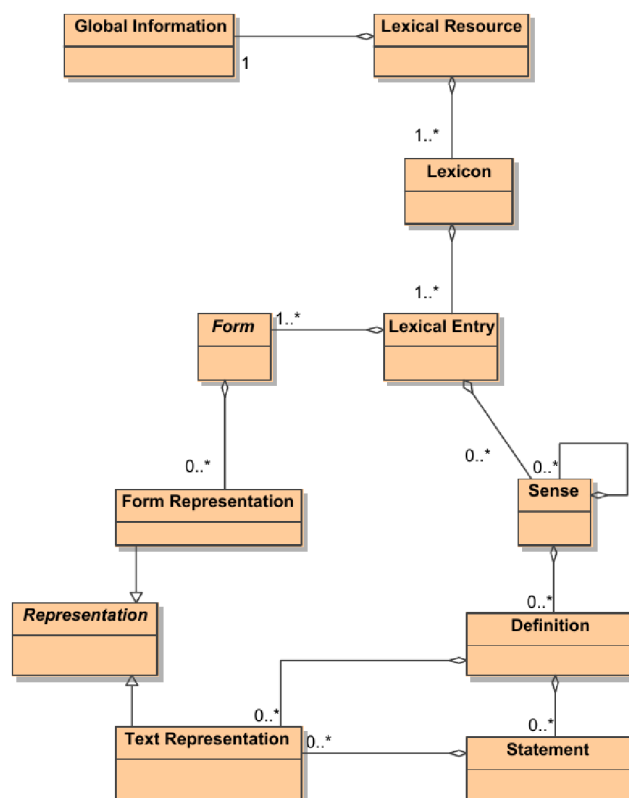 Global Information
Lexical Resource
1
1..*
Lexicon
1..*
Form
1..*
Lexical Entry
0..*
0..*
0..*
Sense
Form Representation
0..*
Representation
Definition
0..*
0..*
0..*
Text Representation
Statement